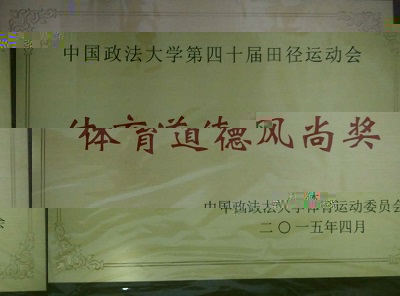 中国政法大学第四十届田径运动会
体育道德风尚奖
中国政法大学体育运动委员会
二〇一五年四月